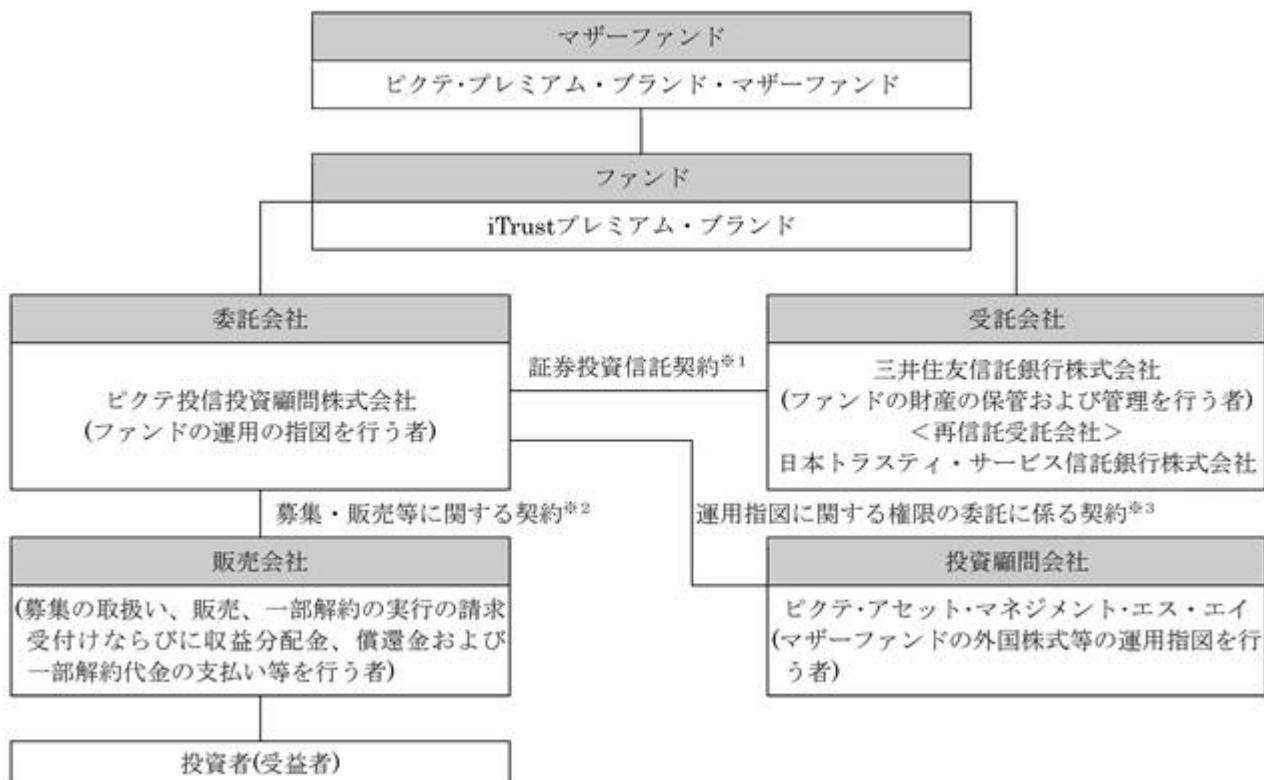 マザーファンド
ピクテ・プレミアム・ブランド・マザーファンド
ファンド
iTrustプレミアム・ブランド
委託会社
ピクテ投信投資顧問株式会社
(ファンドの運用の指図を行う者)
証券投資信託契約※1
受託会社
三井住友信託銀行株式会社
(ファンドの財産の保管および管理を行う者)
<再信託受託会社>
日本トラスティ・サービス信託銀行株式会社
募集・販売等に関する契約※2
運用指図に関する権限の委託に係る契約※3
販売会社
(募集の取扱い、販売、一部解約の実行の請求
受付けならびに収益分配金、償還金および
一部解約代金の支払い等を行う者)
投資顧問会社
ピクテ・アセット・マネジメント・エス・エイ
(マザーファンドの外国株式等の運用指図を行
う者)
投資者(受益者)